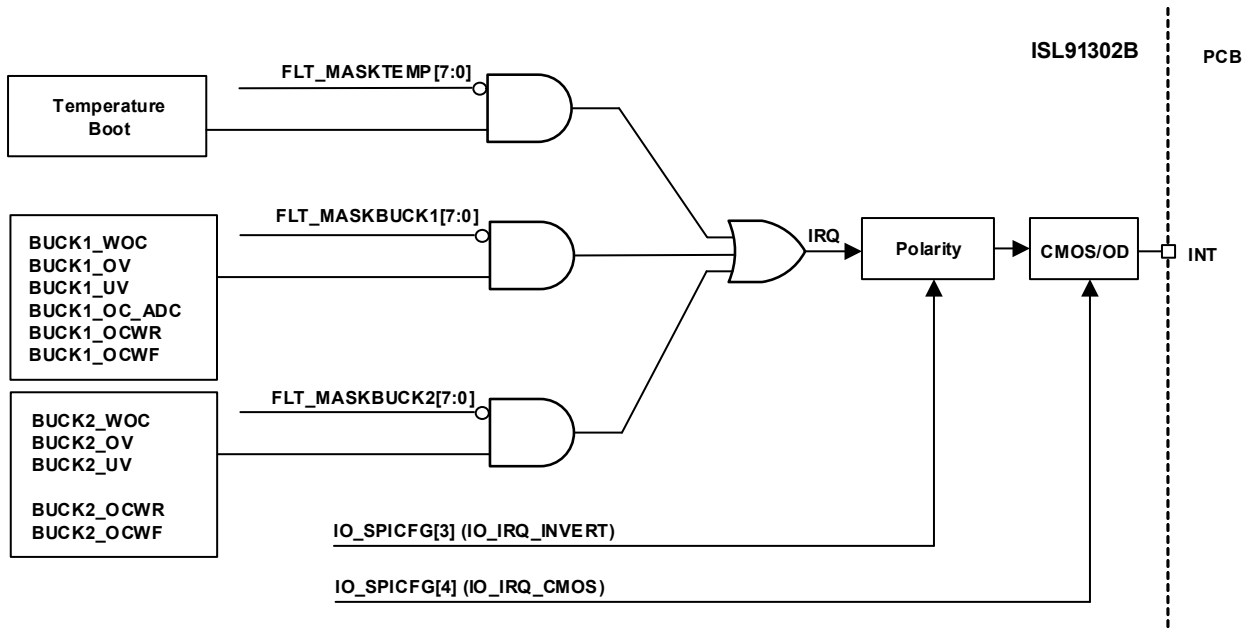 ISL91302B
PCB
FLT_MASKTEMP[7:0]
Temperature
Boot
FLT_MASKBUCK1[7:0]
BUCK1_WOC
BUCK1_OV
BUCK1_UV
BUCK1_OC_ADC
BUCK1_OCWR
BUCK1_OCWF
IRQ
Polarity
CMOS/OD
INT
FLT_MASKBUCK2[7:0]
BUCK2_WOC
BUCK2_OV
BUCK2_UV
BUCK2_OCWR
BUCK2_OCWF
IO_SPICFG[3] (IO_IRQ_INVERT)
IO_SPICFG[4] (IO_IRQ_CMOS)